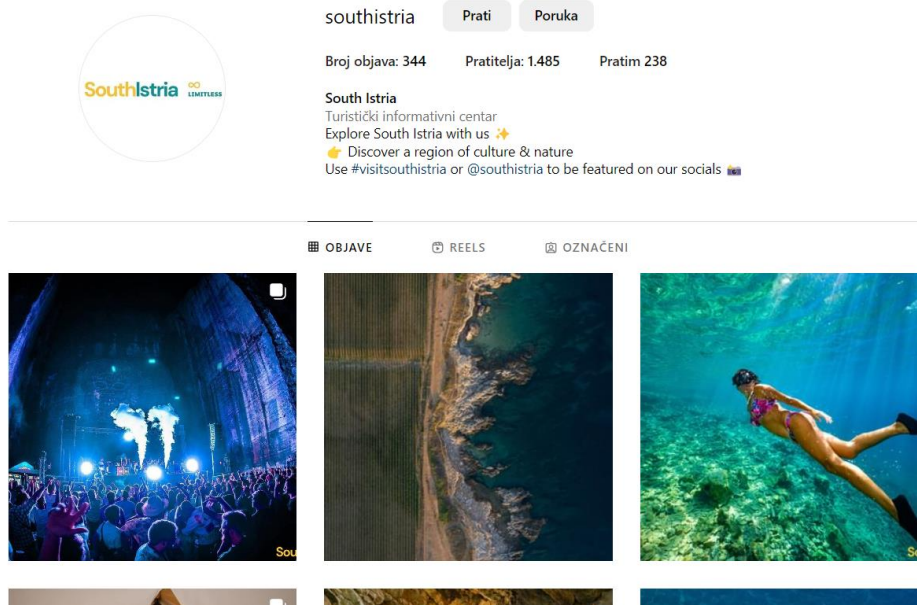 southistria Prati Poruka
Broj objava: 344 Pratitelja: 1.485 Pratim 238
SouthIstria LIMITLESS
South Istria
Turistički informativni centar
Explore South Istria with us ✨
👉 Discover a region of culture & nature
Use #visitsouthistria or @southistria to be featured on our socials 📸
OBJAVE REELS OZNAČENI
Sou